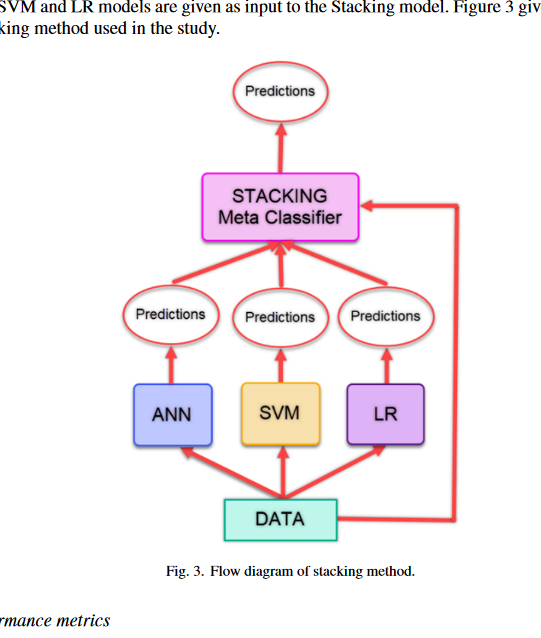 SVM and LR models are given as input to the Stacking model. Figure 3 giv
king method used in the study.
Predictions
STACKING
Meta Classifier
Predictions Predictions Predictions
ANN SVM LR
DATA
Fig. 3. Flow diagram of stacking method.
rmance metrics